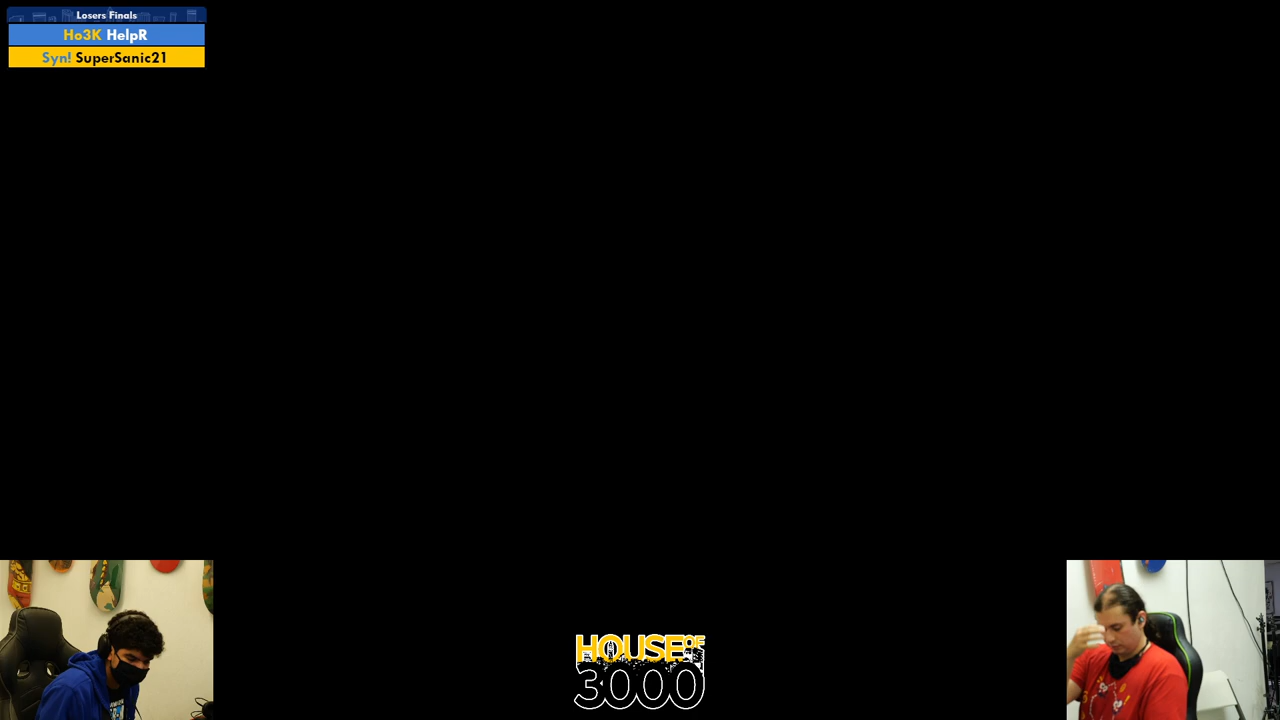 Losers Finals
Ho3K HelpR
Syn! SuperSanic21
HOUSE OF
3000